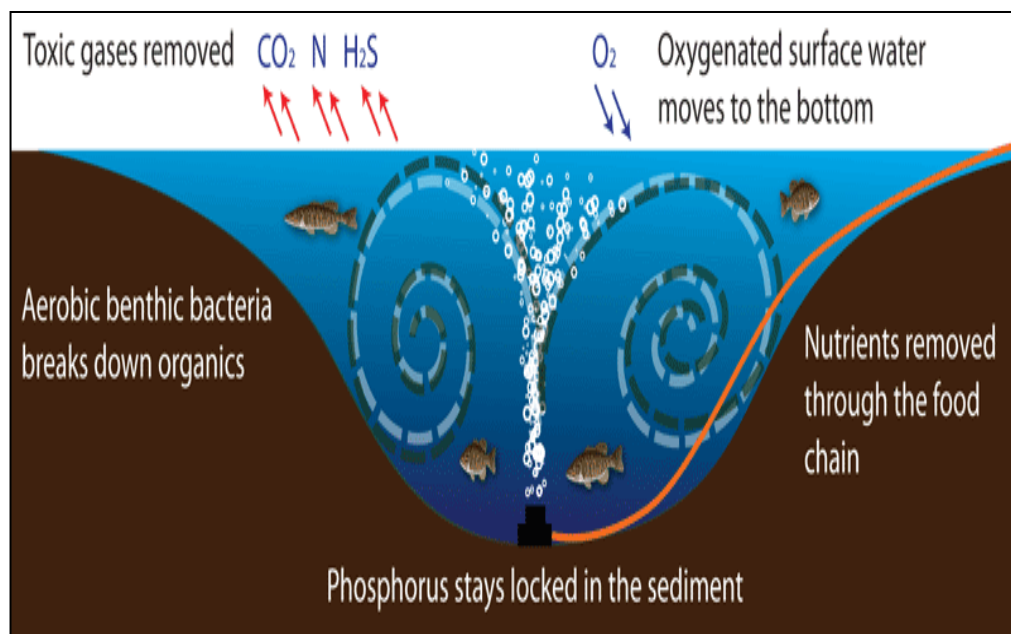 Toxic gases removed CO₂ N H₂S
O₂ Oxygenated surface water
moves to the bottom
Aerobic benthic bacteria
breaks down organics
Nutrients removed
through the food
chain
Phosphorus stays locked in the sediment